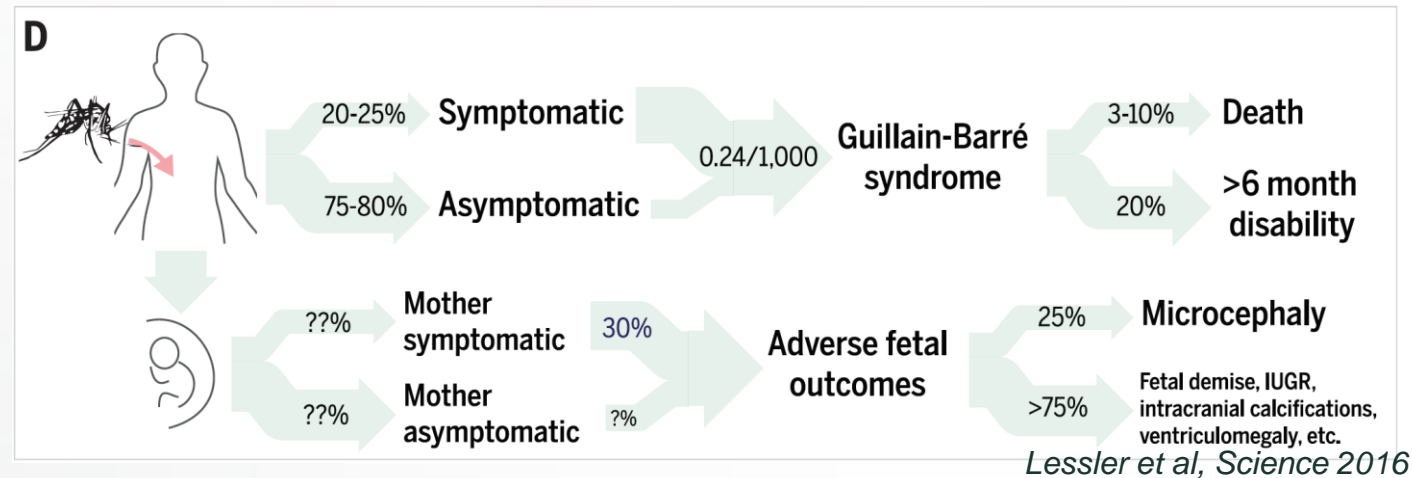 D
20-25%
Symptomatic
75-80%
Asymptomatic
0.24/1,000
Guillain-Barré
syndrome
3-10%
Death
20%
>6 month
disability
??%
Mother
symptomatic
30%
??%
Mother
asymptomatic
?%
Adverse fetal
outcomes
25%
Microcephaly
>75%
Fetal demise, IUGR,
intracranial calcifications,
ventriculomegaly, etc.
Lessler et al, Science 2016